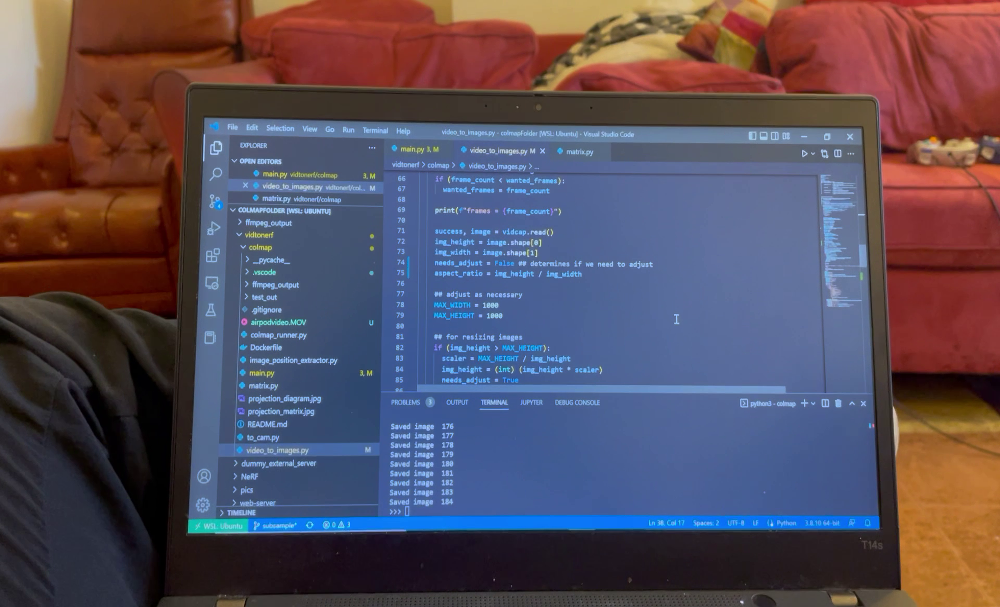 File Edit Selection View Go Run Terminal Help
video_to_images.py - colmapFolder [WSL: Ubuntu] - Visual Studio Code
EXPLORER
OPEN EDITORS
main.py vidtonerf/colmap 3, M
video_to_images.py vidtonerf/col... M
matrix.py vidtonerf/colmap
COLMAPFOLDER [WSL: UBUNTU]
ffmpeg_output
vidtonerf
colmap
__pycache__
.vscode
ffmpeg_output
test_out
.gitignore
airpodvideo.MOV U
colmap_runner.py
Dockerfile
image_position_extractor.py
main.py 3, M
matrix.py
projection_diagram.jpg
projection_matrix.jpg
README.md
to_cam.py
video_to_images.py M
dummy_external_server
NeRF
pics
web-server
TIMELINE
main.py 3, M
video_to_images.py M
matrix.py
vidtonerf > colmap > video_to_images.py > ...
66 if (frame_count < wanted_frames):
67 wanted_frames = frame_count
68
69 print(f"frames = {frame_count}")
70
71 success, image = vidcap.read()
72 img_height = image.shape[0]
73 img_width = image.shape[1]
74 needs_adjust = False ## determines if we need to adjust
75 aspect_ratio = img_height / img_width
76
77 ## adjust as necessary
78 MAX_WIDTH = 1000
79 MAX_HEIGHT = 1000
80
81 ## for resizing images
82 if (img_height > MAX_HEIGHT):
83 scaler = MAX_HEIGHT / img_height
84 img_height = (int) (img_height * scaler)
85 needs_adjust = True
PROBLEMS 3 OUTPUT TERMINAL JUPYTER DEBUG CONSOLE
python3 - colmap
Saved image 176
Saved image 177
Saved image 178
Saved image 179
Saved image 180
Saved image 181
Saved image 182
Saved image 183
Saved image 184
>>>
WSL: Ubuntu subsample* 0 3
Ln 38, Col 17 Spaces: 2 UTF-8 LF Python 3.8.10 64-bit
T14s